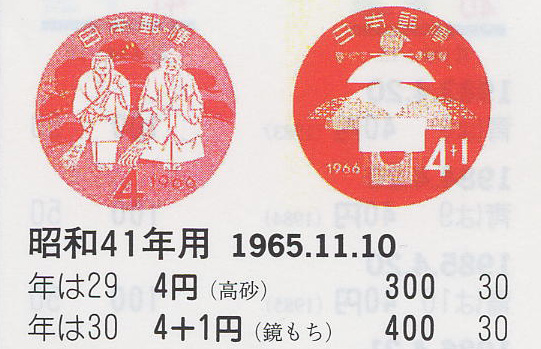 日本郵便
4 1966
日本郵便
1966 4+1
昭和41年用 1965.11.10
年は29 4円(高砂) 300 30
年は30 4+1円(鏡もち) 400 30